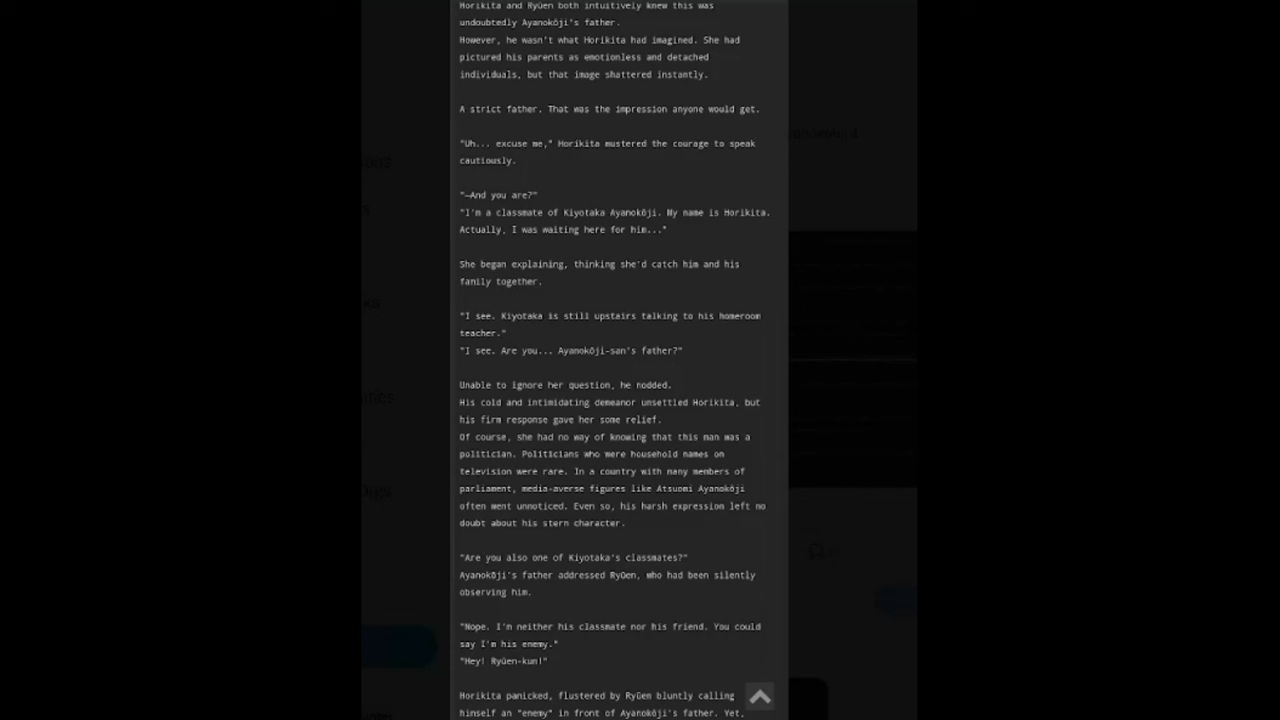 Horikita and Ryūen both intuitively knew this was
undoubtedly Ayanokōji's father.
However, he wasn't what Horikita had imagined. She had
pictured his parents as emotionless and detached
individuals, but that image shattered instantly.
A strict father. That was the impression anyone would get.
"Uh... excuse me," Horikita mustered the courage to speak
cautiously.
"—And you are?"
"I'm a classmate of Kiyotaka Ayanokōji. My name is Horikita.
Actually, I was waiting here for him..."
She began explaining, thinking she'd catch him and his
family together.
"I see. Kiyotaka is still upstairs talking to his homeroom
teacher."
"I see. Are you... Ayanokōji-san's father?"
Unable to ignore her question, he nodded.
His cold and intimidating demeanor unsettled Horikita, but
his firm response gave her some relief.
Of course, she had no way of knowing that this man was a
politician. Politicians who were household names on
television were rare. In a country with many members of
parliament, media-averse figures like Atsuomi Ayanokōji
often went unnoticed. Even so, his harsh expression left no
doubt about his stern character.
"Are you also one of Kiyotaka's classmates?"
Ayanokōji's father addressed Ryūen, who had been silently
observing him.
"Nope. I'm neither his classmate nor his friend. You could
say I'm his enemy."
"Hey! Ryūen-kun!"
Horikita panicked, flustered by Ryūen bluntly calling
himself an "enemy" in front of Ayanokōji's father. Yet,